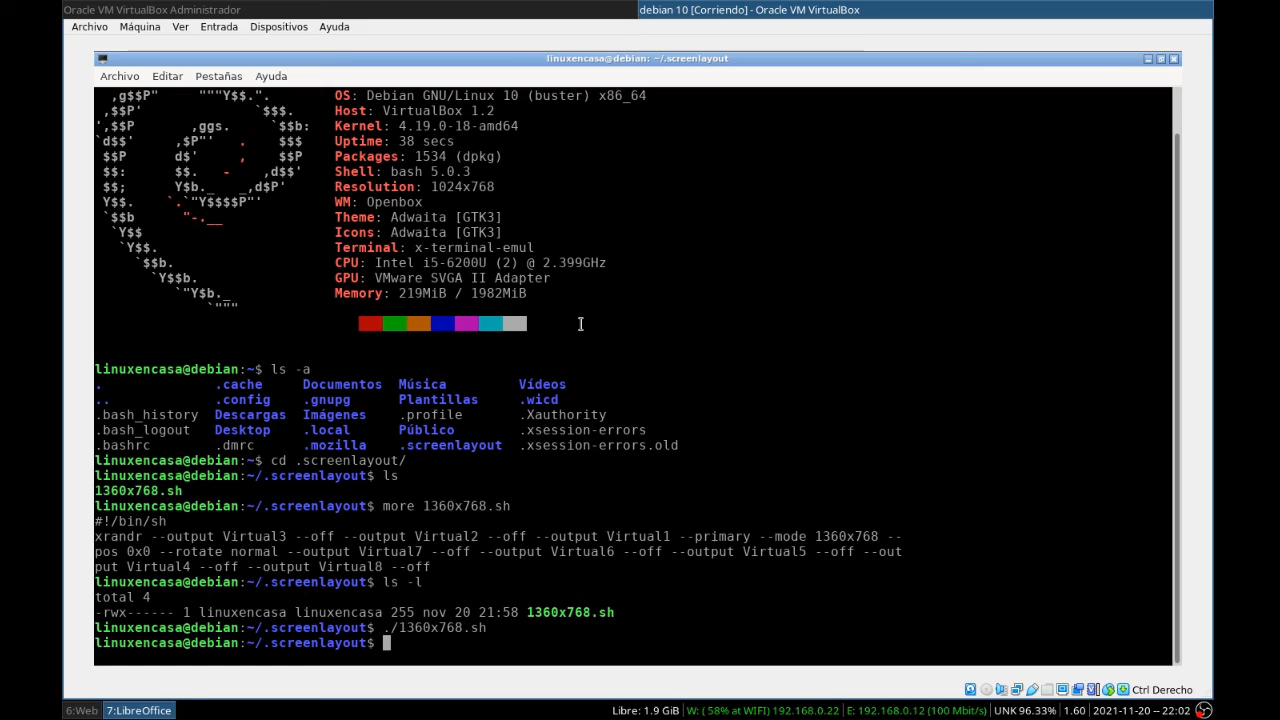 Oracle VM VirtualBox Administrador
debian 10 [Corriendo] - Oracle VM VirtualBox
Archivo Máquina Ver Entrada Dispositivos Ayuda
linuxencasa@debian: ~/.screenlayout
Archivo Editar Pestañas Ayuda
,g$$P" """Y$$.". OS: Debian GNU/Linux 10 (buster) x86_64
,$$P' `$$$. Host: VirtualBox 1.2
',$$P ,ggs. `$$b: Kernel: 4.19.0-18-amd64
`d$$' ,$P"' . $$$ Uptime: 38 secs
$$P d$' , $$P Packages: 1534 (dpkg)
$$: $$. - ,d$$' Shell: bash 5.0.3
$$; Y$b._ _,d$P' Resolution: 1024x768
Y$$. `.`"Y$$$$P"' WM: Openbox
`$$b "-.__ Theme: Adwaita [GTK3]
`Y$$ Icons: Adwaita [GTK3]
`Y$$. Terminal: x-terminal-emul
`$$b. CPU: Intel i5-6200U (2) @ 2.399GHz
`Y$$b. GPU: VMware SVGA II Adapter
`"Y$b._ Memory: 219MiB / 1982MiB
`"""
linuxencasa@debian:~$ ls -a
. .cache Documentos Música Vídeos
.. .config .gnupg Plantillas .wicd
.bash_history Descargas Imágenes .profile .Xauthority
.bash_logout Desktop .local Público .xsession-errors
.bashrc .dmrc .mozilla .screenlayout .xsession-errors.old
linuxencasa@debian:~$ cd .screenlayout/
linuxencasa@debian:~/.screenlayout$ ls
1360x768.sh
linuxencasa@debian:~/.screenlayout$ more 1360x768.sh
#!/bin/sh
xrandr --output Virtual3 --off --output Virtual2 --off --output Virtual1 --primary --mode 1360x768 --
pos 0x0 --rotate normal --output Virtual7 --off --output Virtual6 --off --output Virtual5 --off --out
put Virtual4 --off --output Virtual8 --off
linuxencasa@debian:~/.screenlayout$ ls -l
total 4
-rwx------ 1 linuxencasa linuxencasa 255 nov 20 21:58 1360x768.sh
linuxencasa@debian:~/.screenlayout$ ./1360x768.sh
linuxencasa@debian:~/.screenlayout$
Ctrl Derecho
6:Web 7:LibreOffice Libre: 1.9 GiB W: ( 58% at WIFI) 192.168.0.22 E: 192.168.0.12 (100 Mbit/s) UNK 96.33% 1.60 2021-11-20 -- 22:02